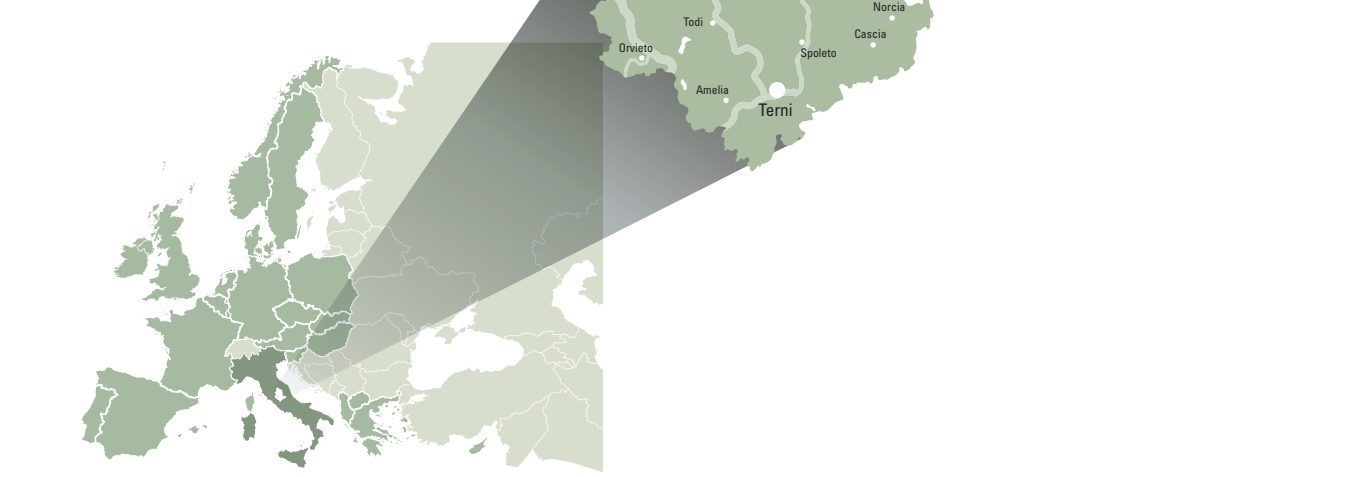 Norcia
Todi
Cascia
Orvieto
Spoleto
Amelia
Terni